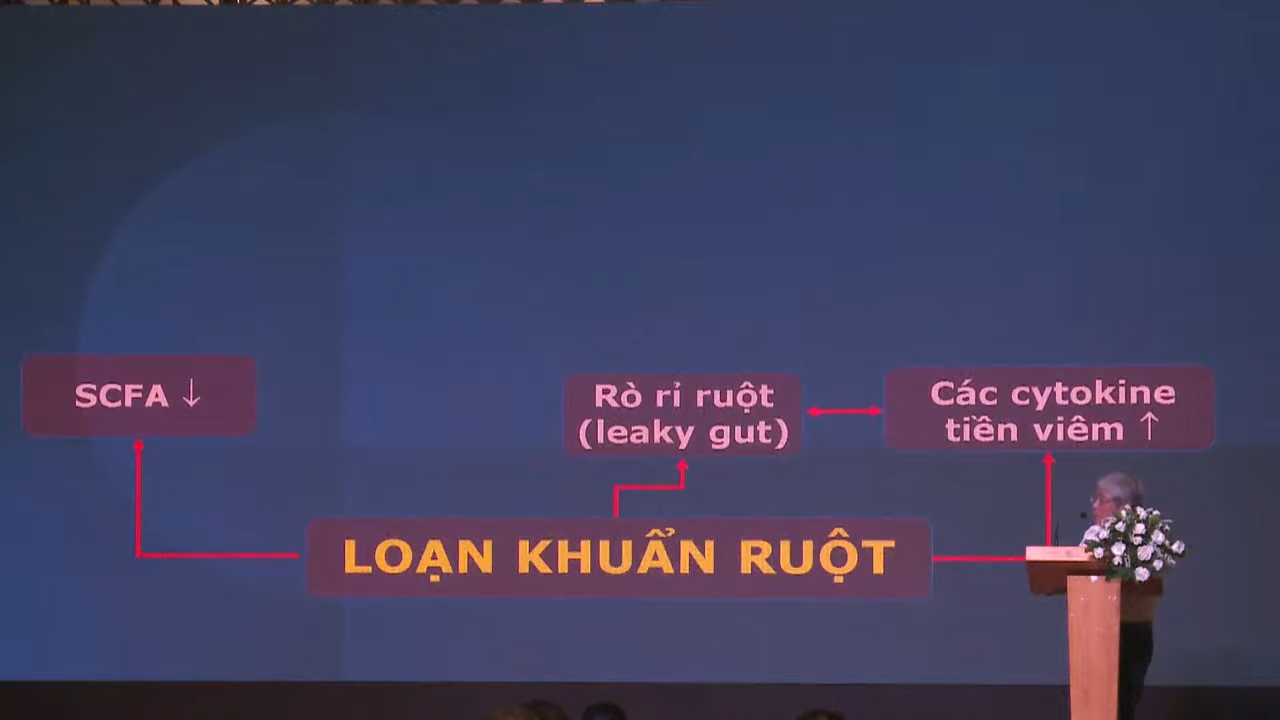 SCFA ↓
Rò rỉ ruột
(leaky gut)
Các cytokine
tiền viêm ↑
LOẠN KHUẨN RUỘT